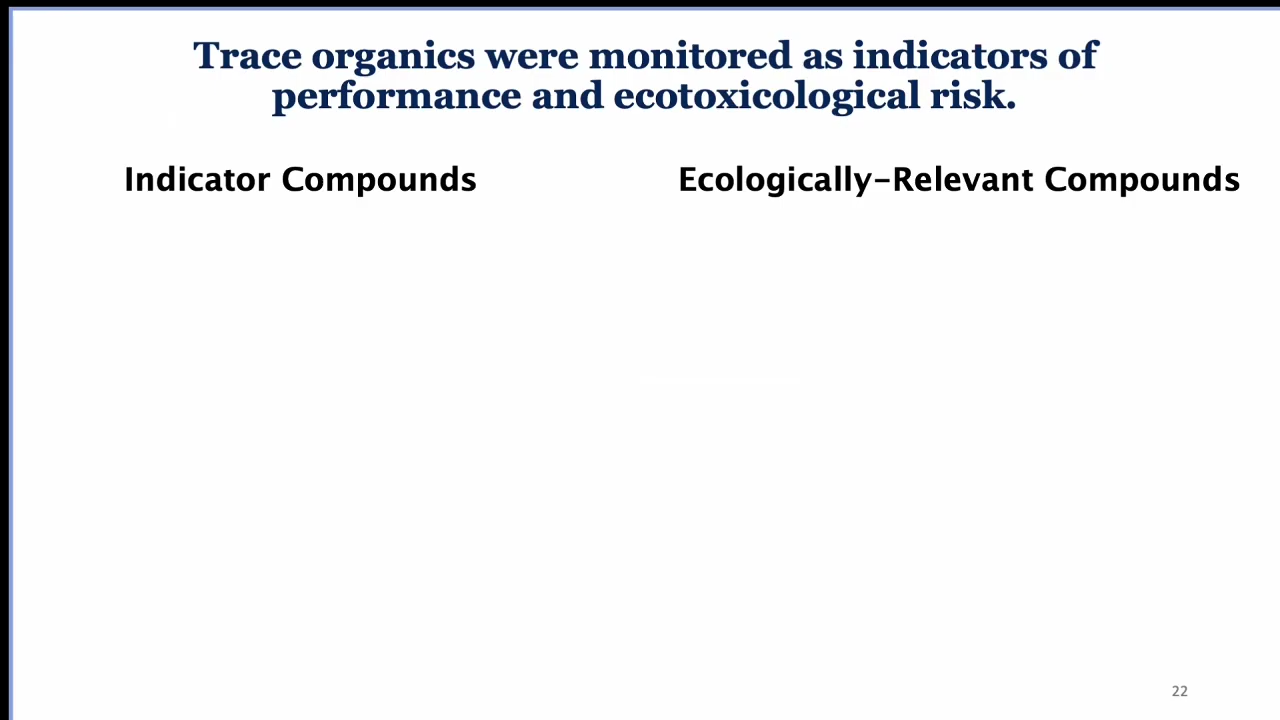 Trace organics were monitored as indicators of
performance and ecotoxicological risk.
Indicator Compounds
Ecologically-Relevant Compounds
22